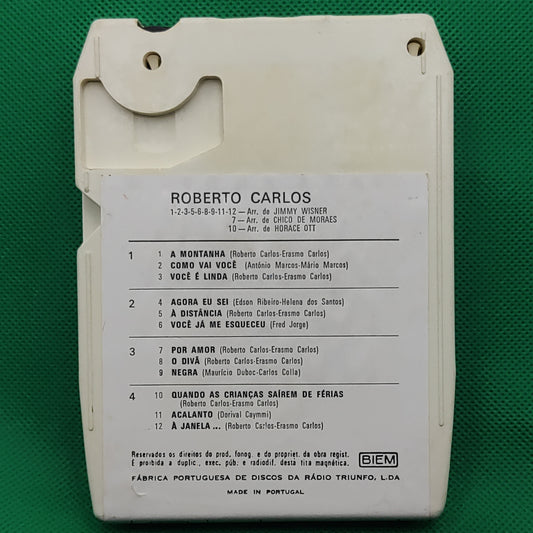 ROBERTO CARLOS
1-2-3-5-6-8-9-11-12 — Arr. de JIMMY WISNER
7 — Arr. de CHICO DE MORAES
10 — Arr. de HORACE OTT
1 1 A MONTANHA (Roberto Carlos-Erasmo Carlos)
2 COMO VAI VOCÊ (António Marcos-Mário Marcos)
3 VOCÊ É LINDA (Roberto Carlos-Erasmo Carlos)
2 4 AGORA EU SEI (Edson Ribeiro-Helena dos Santos)
5 À DISTÂNCIA (Roberto Carlos-Erasmo Carlos)
6 VOCÊ JÁ ME ESQUECEU (Fred Jorge)
3 7 POR AMOR (Roberto Carlos-Erasmo Carlos)
8 O DIVÃ (Roberto Carlos-Erasmo Carlos)
9 NEGRA (Maurício Duboc-Carlos Colla)
4 10 QUANDO AS CRIANÇAS SAÍREM DE FÉRIAS
(Roberto Carlos-Erasmo Carlos)
11 ACALANTO (Dorival Caymmi)
12 À JANELA ... (Roberto Carlos-Erasmo Carlos)
Reservados os direitos do prod. fonog. e do propriet. da obra regist.
É proibida a duplic., exec. púb. e radiodif. desta fita magnética.
BIEM
FÁBRICA PORTUGUESA DE DISCOS DA RÁDIO TRIUNFO, L.DA
MADE IN PORTUGAL